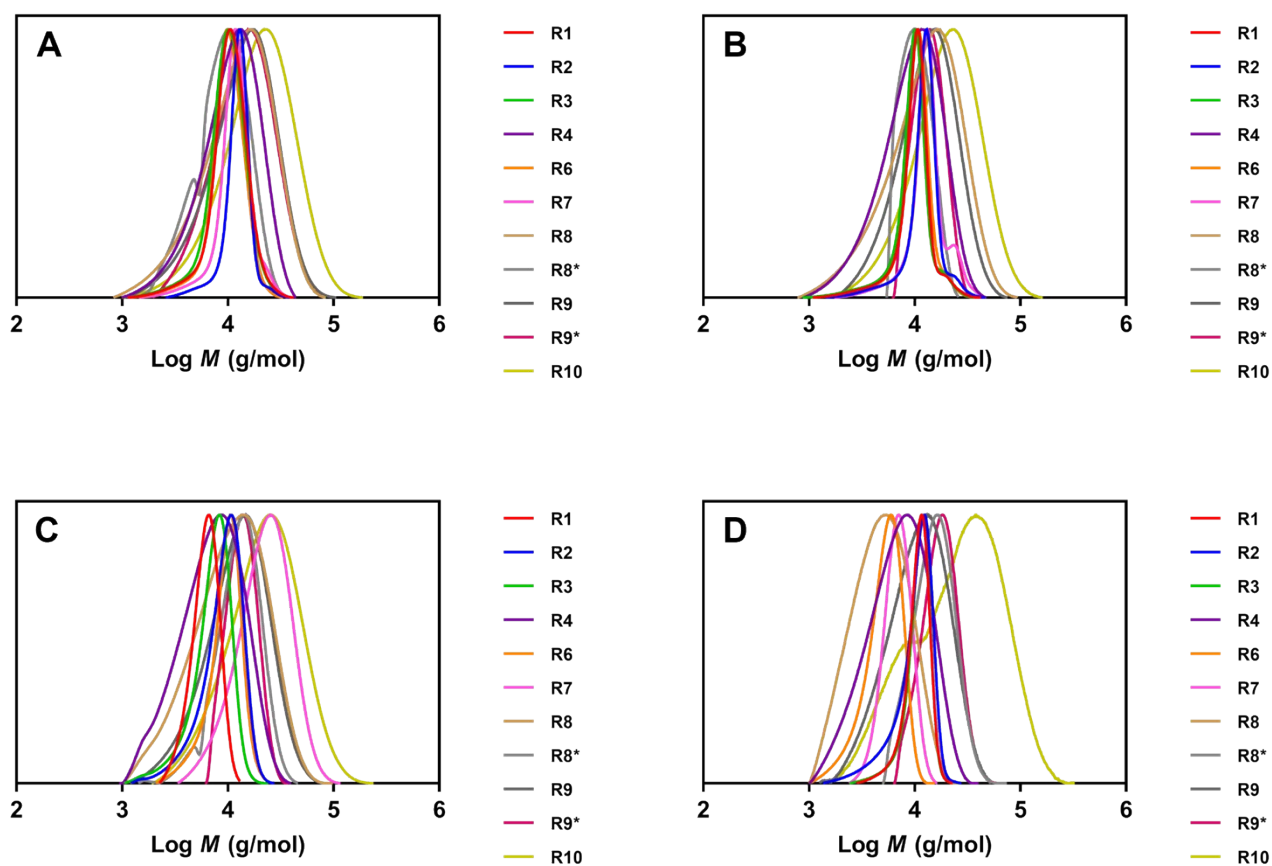 A
R1
R2
R3
R4
R6
R7
R8
R8*
R9
R9*
R10
2 3 4 5 6
Log M (g/mol)
B
R1
R2
R3
R4
R6
R7
R8
R8*
R9
R9*
R10
2 3 4 5 6
Log M (g/mol)
C
R1
R2
R3
R4
R6
R7
R8
R8*
R9
R9*
R10
2 3 4 5 6
Log M (g/mol)
D
R1
R2
R3
R4
R6
R7
R8
R8*
R9
R9*
R10
2 3 4 5 6
Log M (g/mol)